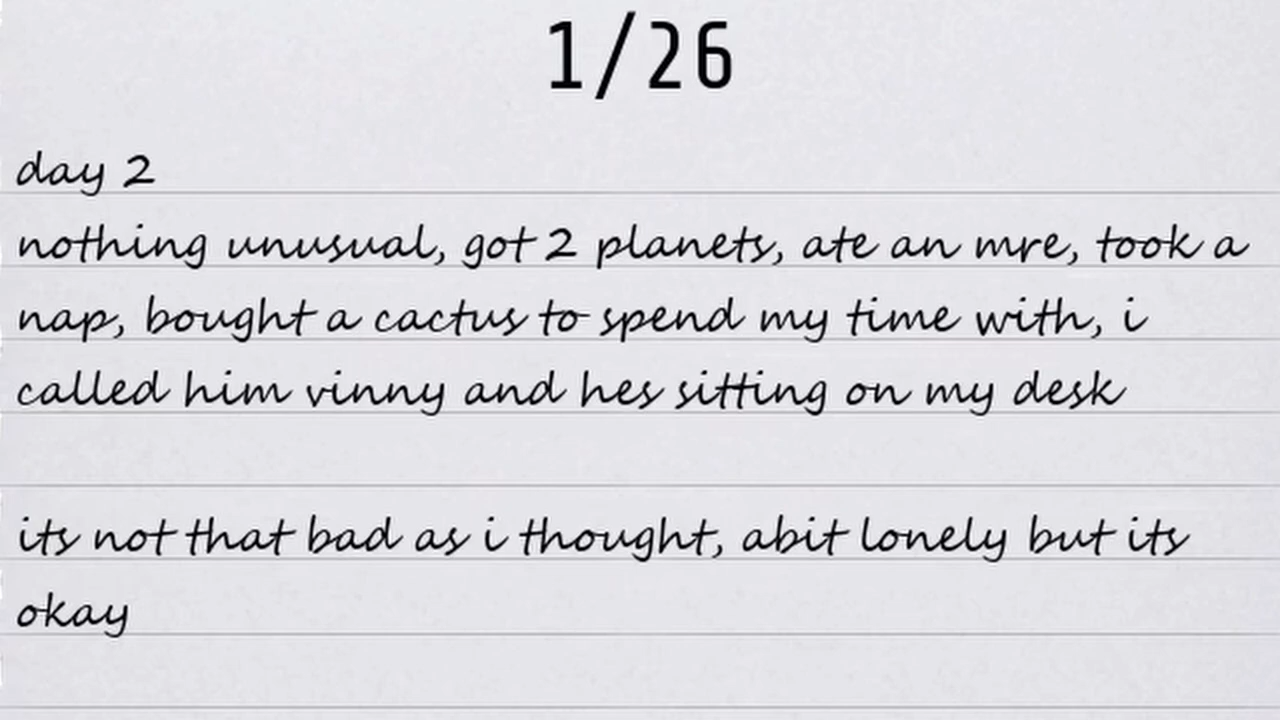 1/26
day 2
nothing unusual, got 2 planets, ate an mre, took a
nap, bought a cactus to spend my time with, i
called him vinny and hes sitting on my desk
its not that bad as i thought, abit lonely but its
okay